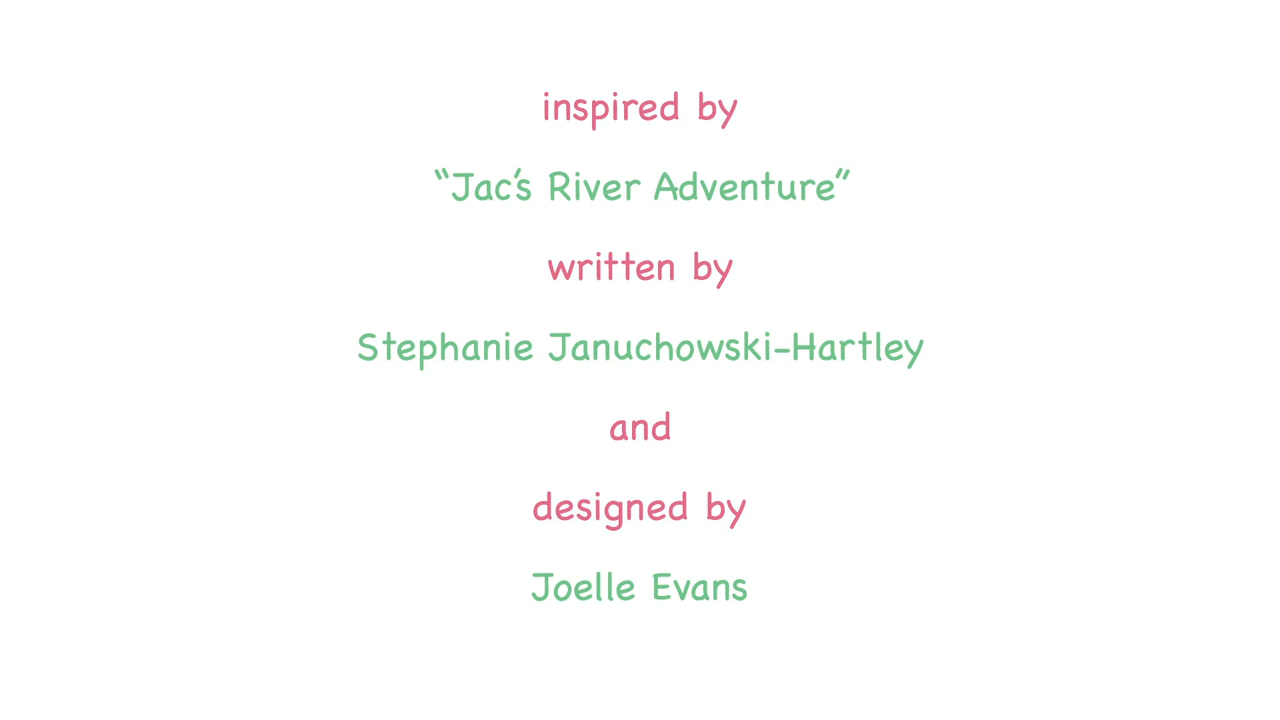 inspired by
“Jac’s River Adventure”
written by
Stephanie Januchowski-Hartley
and
designed by
Joelle Evans